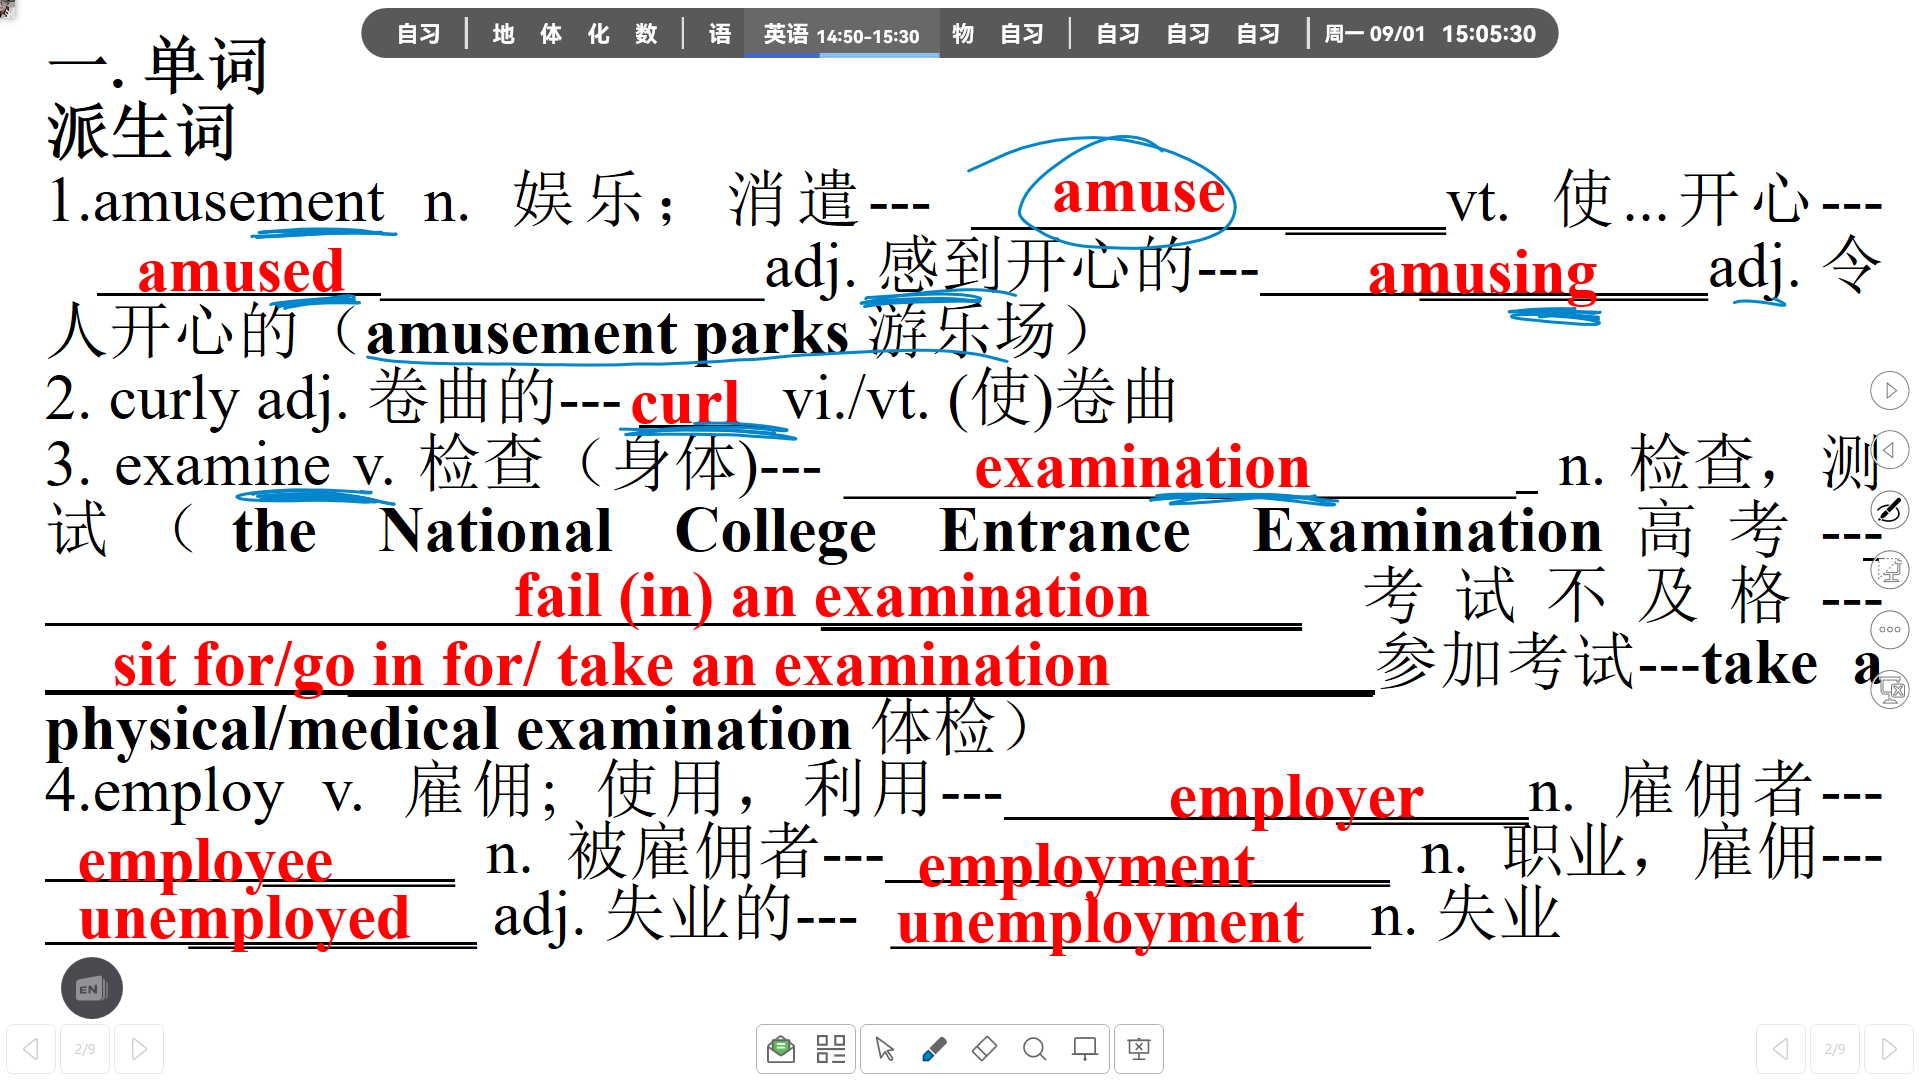 自习 | 地 体 化 数 | 语 英语 14:50-15:30 物 自习 | 自习 自习 自习 | 周一 09/01 15:05:30
一. 单词
派生词
1.amusement n. 娱乐；消遣--- amuse vt. 使...开心---
amused adj. 感到开心的--- amusing adj. 令
人开心的（amusement parks 游乐场）
2. curly adj. 卷曲的--- curl vi./vt. (使)卷曲
3. examine v. 检查（身体)--- examination n. 检查，测
试（ the National College Entrance Examination 高考 ---
fail (in) an examination 考试不及格 ---
sit for/go in for/ take an examination 参加考试---take a
physical/medical examination 体检）
4.employ v. 雇佣; 使用，利用--- employer n. 雇佣者---
employee n. 被雇佣者--- employment n. 职业，雇佣---
unemployed adj. 失业的--- unemployment n. 失业
EN
2/9
2/9